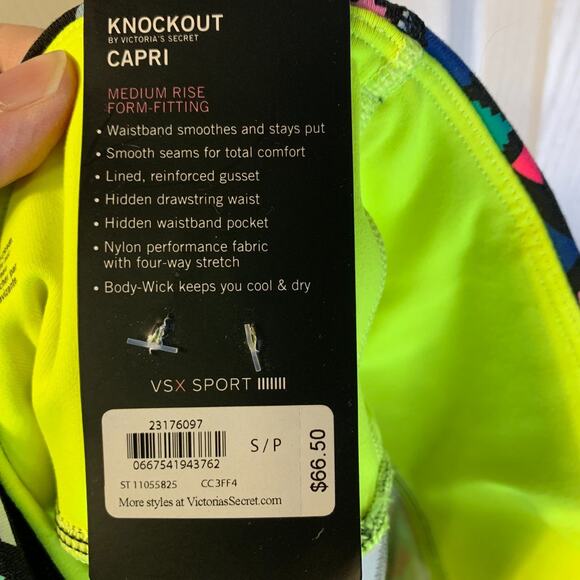 KNOCKOUT
BY VICTORIA'S SECRET
CAPRI
MEDIUM RISE
FORM-FITTING
• Waistband smoothes and stays put
• Smooth seams for total comfort
• Lined, reinforced gusset
• Hidden drawstring waist
• Hidden waistband pocket
• Nylon performance fabric
with four-way stretch
• Body-Wick keeps you cool & dry
VSX SPORT
23176097
0667541943762
S / P
$66.50
ST 11055825 CC3FF4
More styles at VictoriasSecret.com